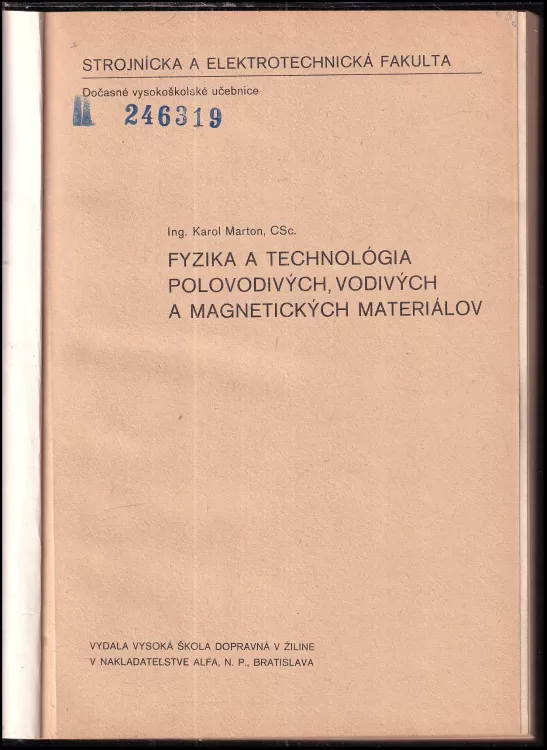 STROJNÍCKA A ELEKTROTECHNICKÁ FAKULTA
Dočasné vysokoškolské učebnice
246319
Ing. Karol Marton, CSc.
FYZIKA A TECHNOLÓGIA
POLOVODIVÝCH, VODIVÝCH
A MAGNETICKÝCH MATERIÁLOV
VYDALA VYSOKÁ ŠKOLA DOPRAVNÁ V ŽILINE
V NAKLADATEĽSTVE ALFA, N. P., BRATISLAVA